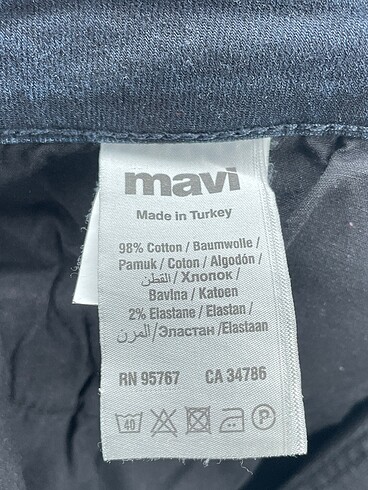 mavi
Made in Turkey
98% Cotton / Baumwolle /
Pamuk / Coton / Algodón /
القطن / Хлопок /
Bavlna / Katoen
2% Elastane / Elastan /
المرن / Эластан / Elastaan
RN 95767 CA 34786
40 P